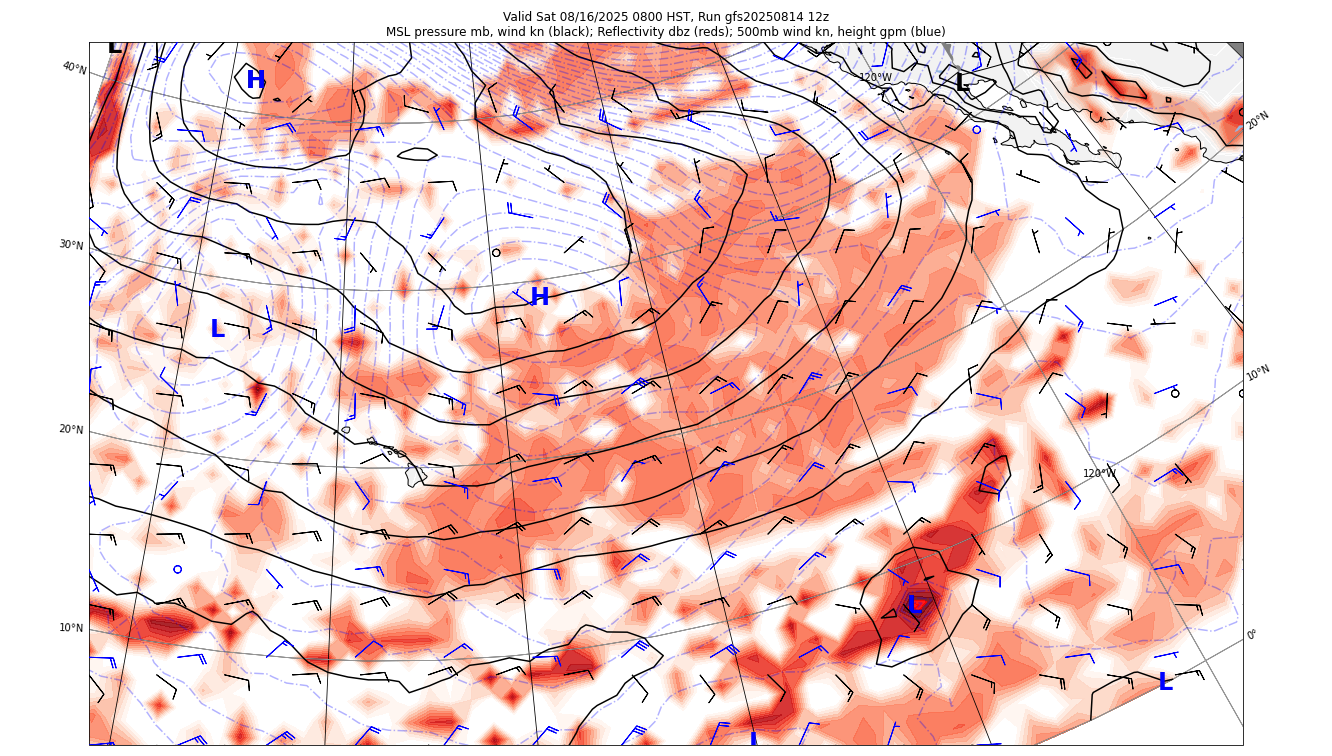 Valid Sat 08/16/2025 0800 HST, Run gfs20250814 12z
MSL pressure mb, wind kn (black); Reflectivity dbz (reds); 500mb wind kn, height gpm (blue)
L
40°N
H
120°W
L
20°N
30°N
H
L
10°N
20°N
120°W
L
10°N
0°
L
L